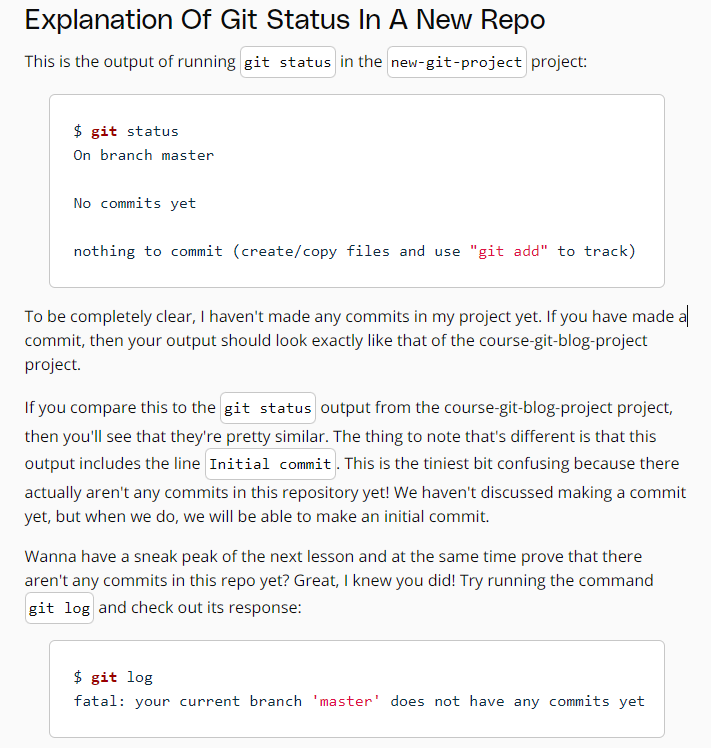 Explanation Of Git Status In A New Repo
This is the output of running git status in the new-git-project project:
$ git status
On branch master
No commits yet
nothing to commit (create/copy files and use "git add" to track)
To be completely clear, I haven't made any commits in my project yet. If you have made a
commit, then your output should look exactly like that of the course-git-blog-project
project.
If you compare this to the git status output from the course-git-blog-project project,
then you'll see that they're pretty similar. The thing to note that's different is that this
output includes the line Initial commit. This is the tiniest bit confusing because there
actually aren't any commits in this repository yet! We haven't discussed making a commit
yet, but when we do, we will be able to make an initial commit.
Wanna have a sneak peak of the next lesson and at the same time prove that there
aren't any commits in this repo yet? Great, I knew you did! Try running the command
git log and check out its response:
$ git log
fatal: your current branch 'master' does not have any commits yet